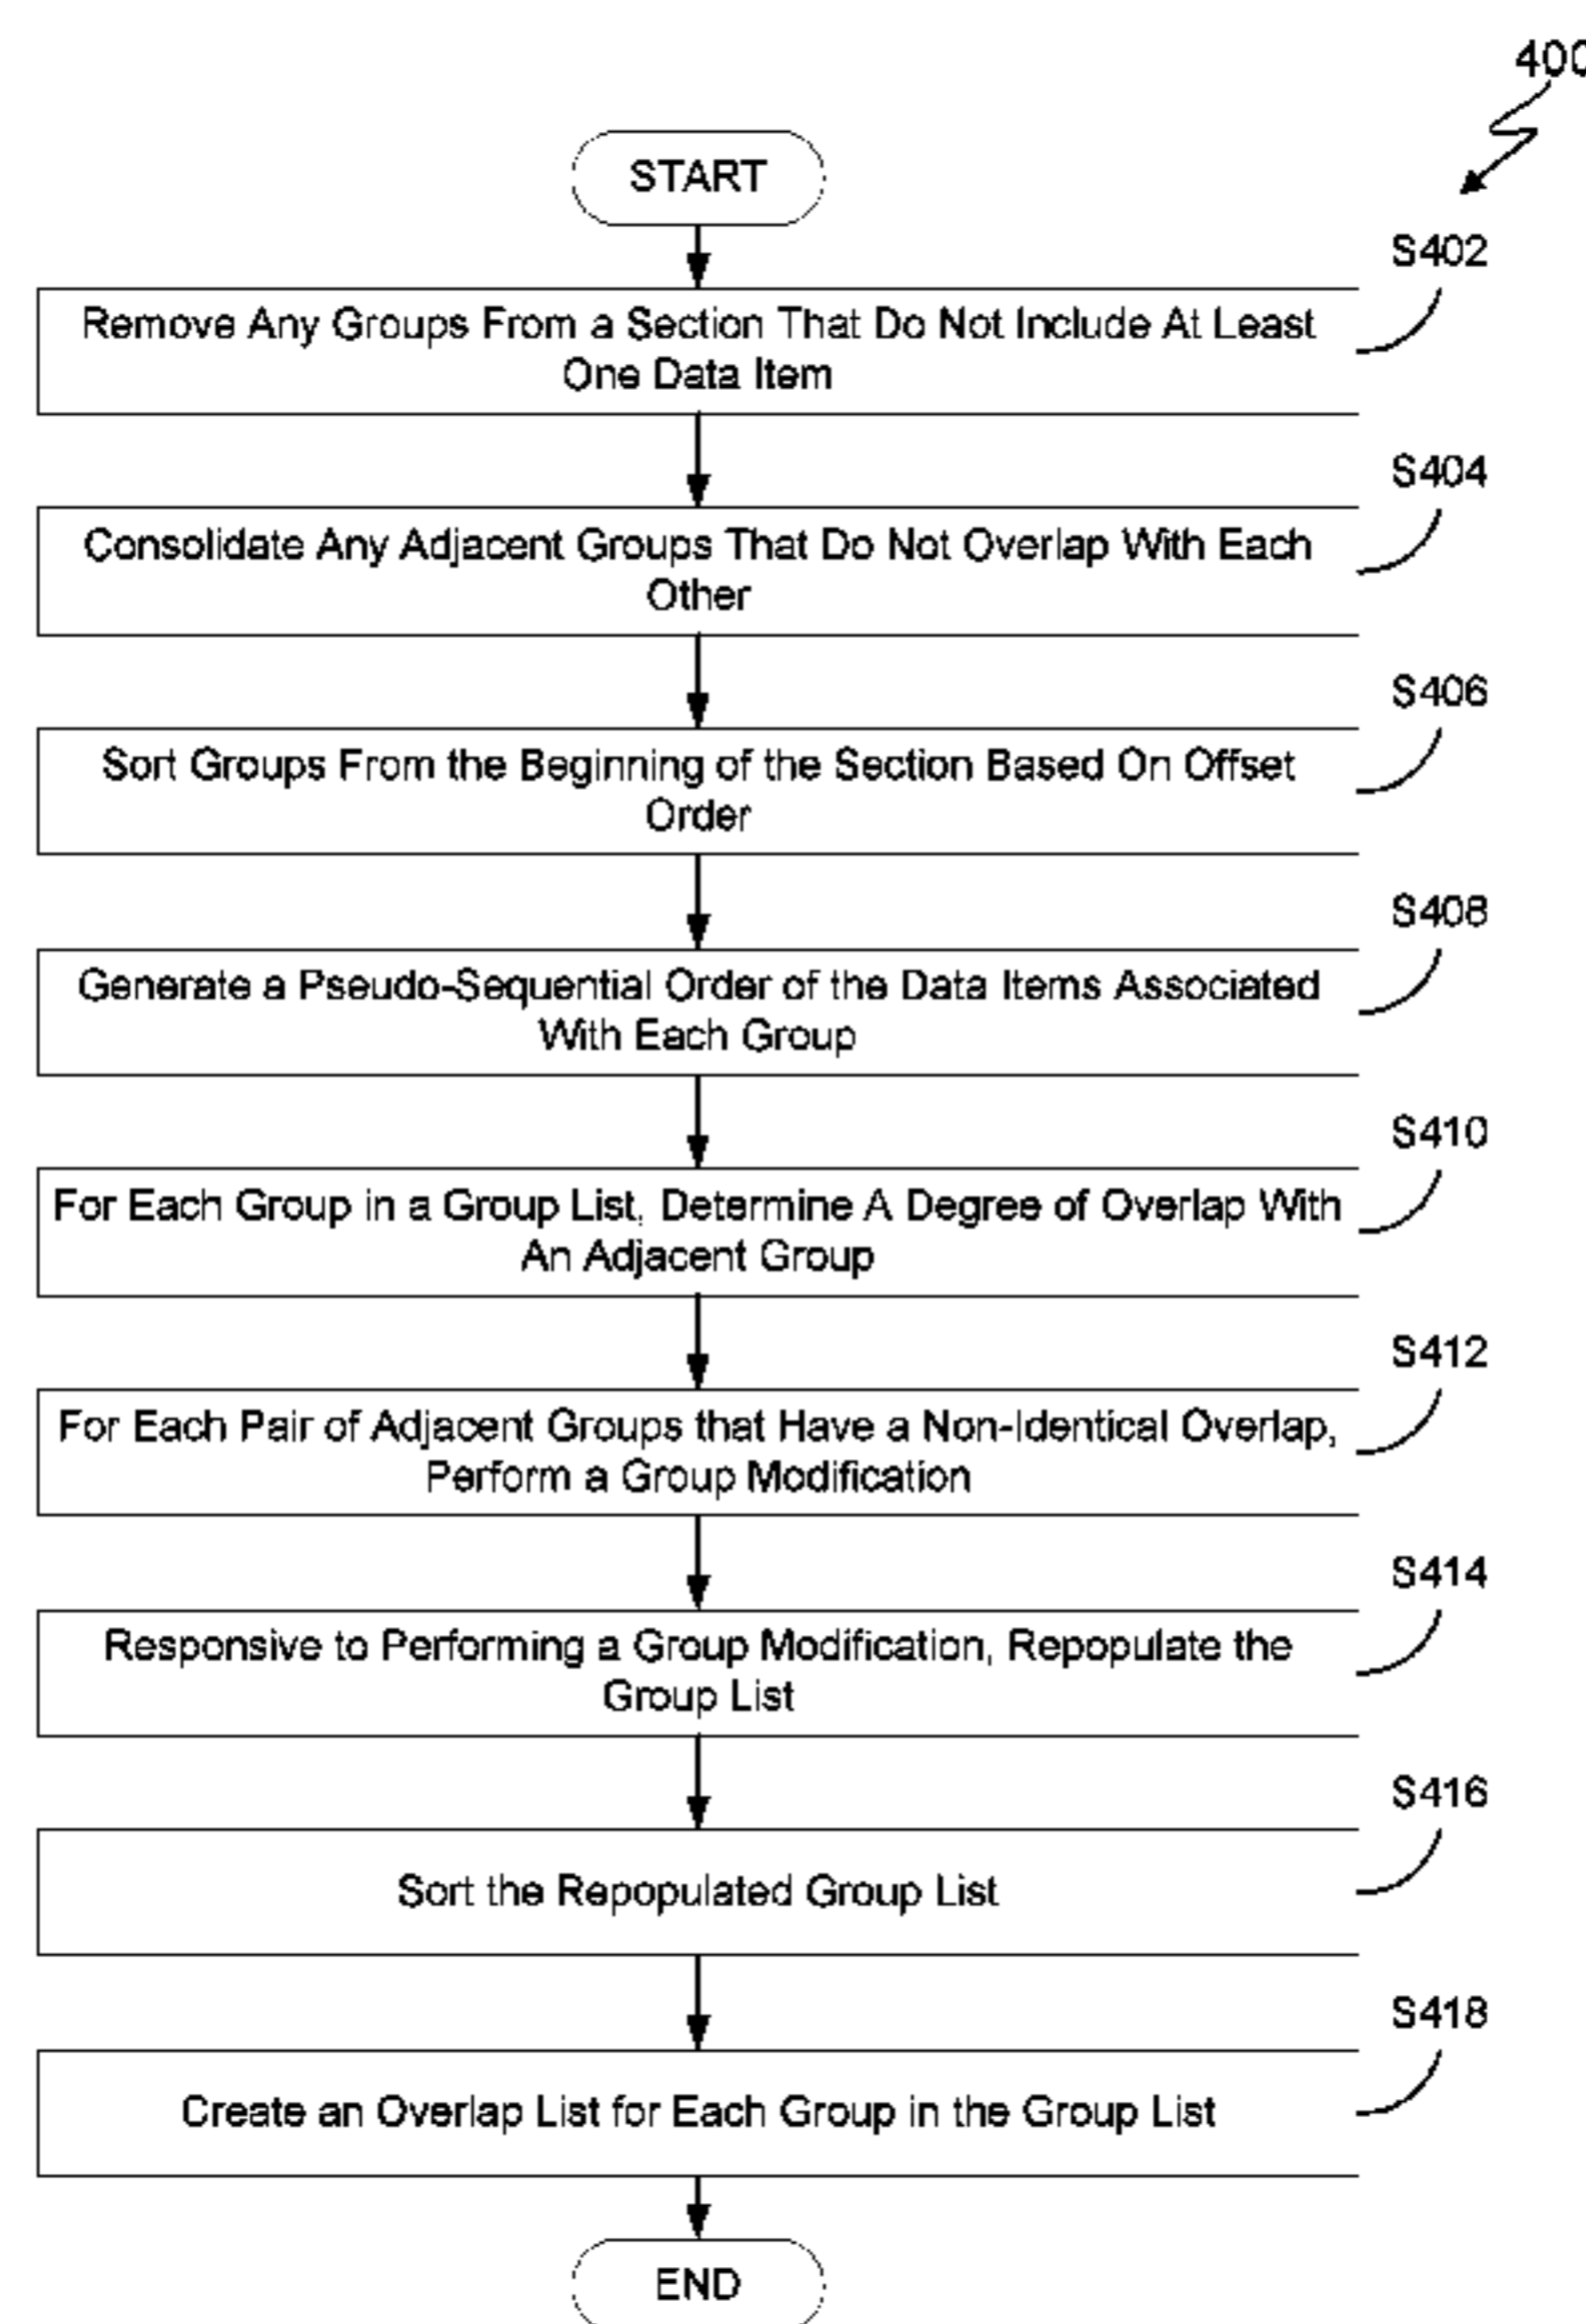 400
START
S402
Remove Any Groups From a Section That Do Not Include At Least
One Data Item
S404
Consolidate Any Adjacent Groups That Do Not Overlap With Each
Other
S406
Sort Groups From the Beginning of the Section Based On Offset
Order
S408
Generate a Pseudo-Sequential Order of the Data Items Associated
With Each Group
S410
For Each Group in a Group List, Determine A Degree of Overlap With
An Adjacent Group
S412
For Each Pair of Adjacent Groups that Have a Non-Identical Overlap,
Perform a Group Modification
S414
Responsive to Performing a Group Modification, Repopulate the
Group List
S416
Sort the Repopulated Group List
S418
Create an Overlap List for Each Group in the Group List
END